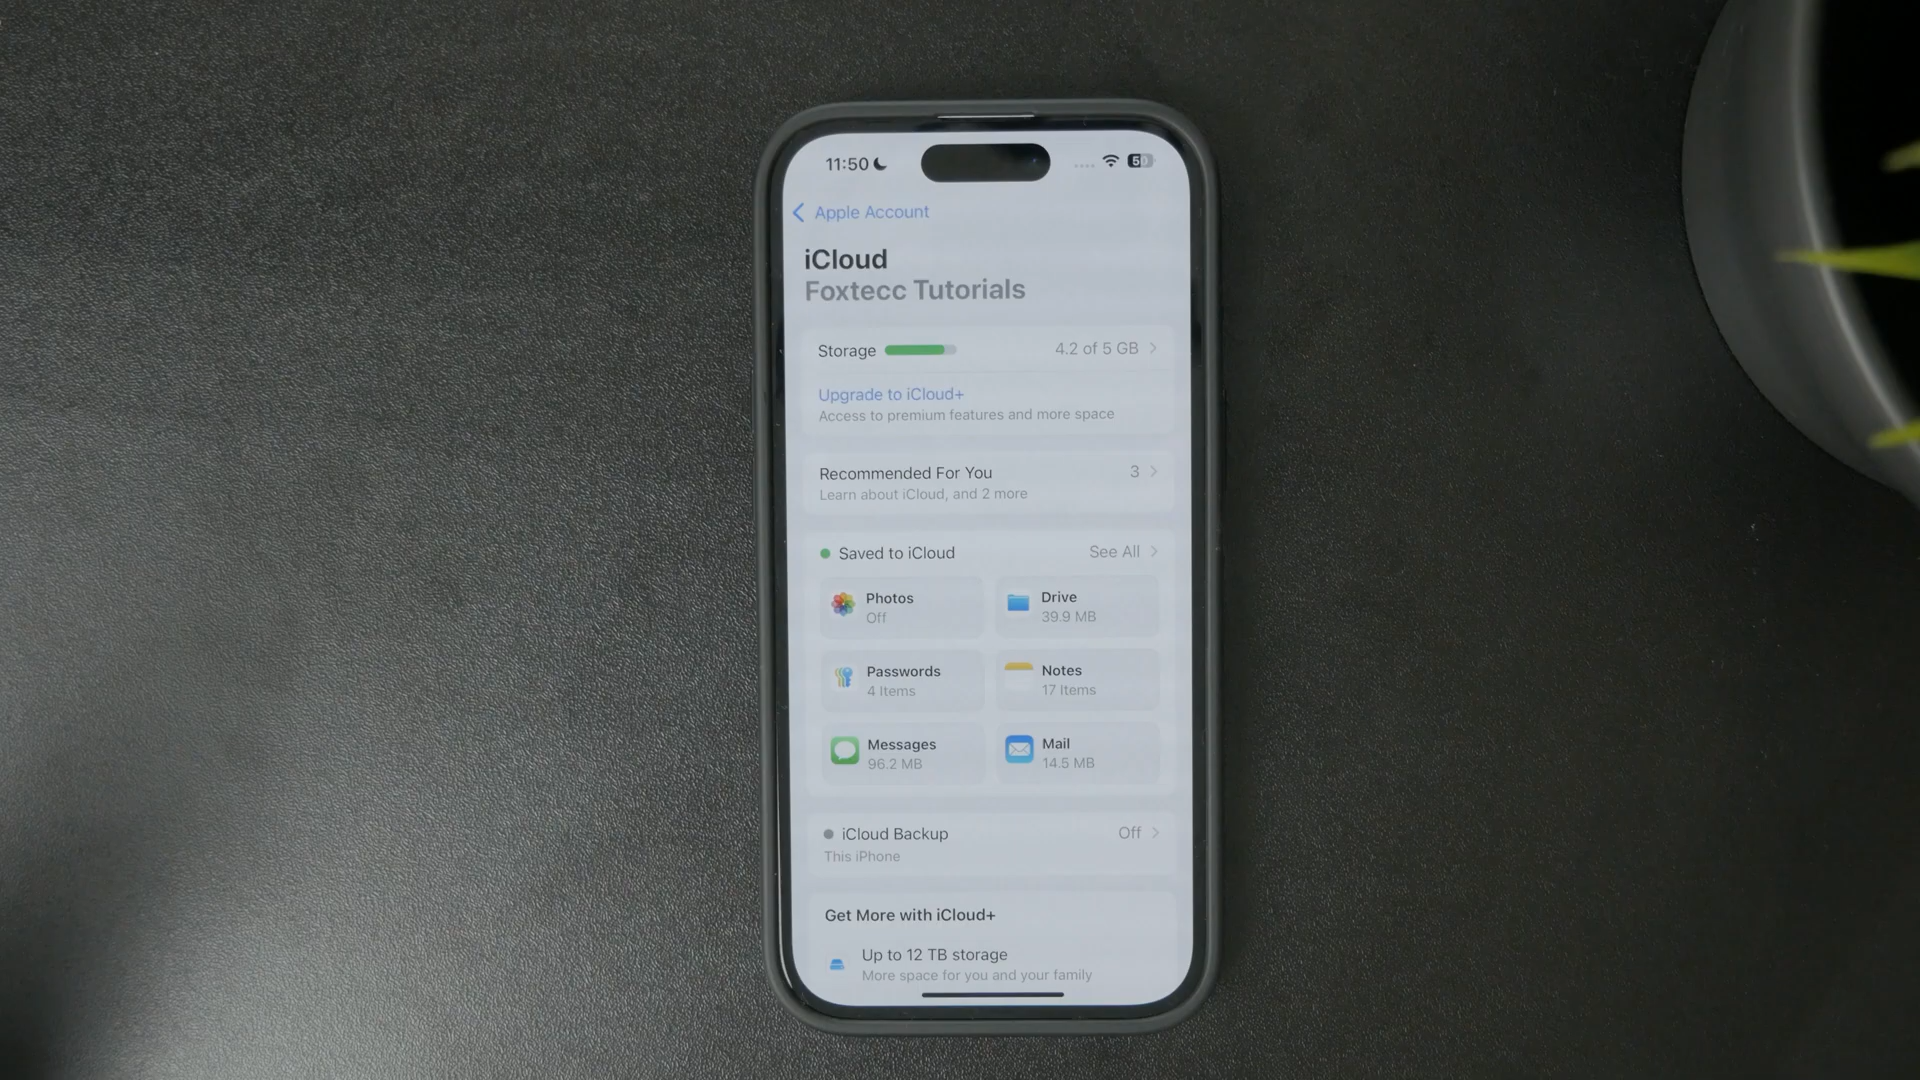 11:50
50
Apple Account
iCloud
Foxtecc Tutorials
Storage 4.2 of 5 GB
Upgrade to iCloud+
Access to premium features and more space
Recommended For You 3
Learn about iCloud, and 2 more
Saved to iCloud See All
Photos
Off
Drive
39.9 MB
Passwords
4 Items
Notes
17 Items
Messages
96.2 MB
Mail
14.5 MB
iCloud Backup Off
This iPhone
Get More with iCloud+
Up to 12 TB storage
More space for you and your family